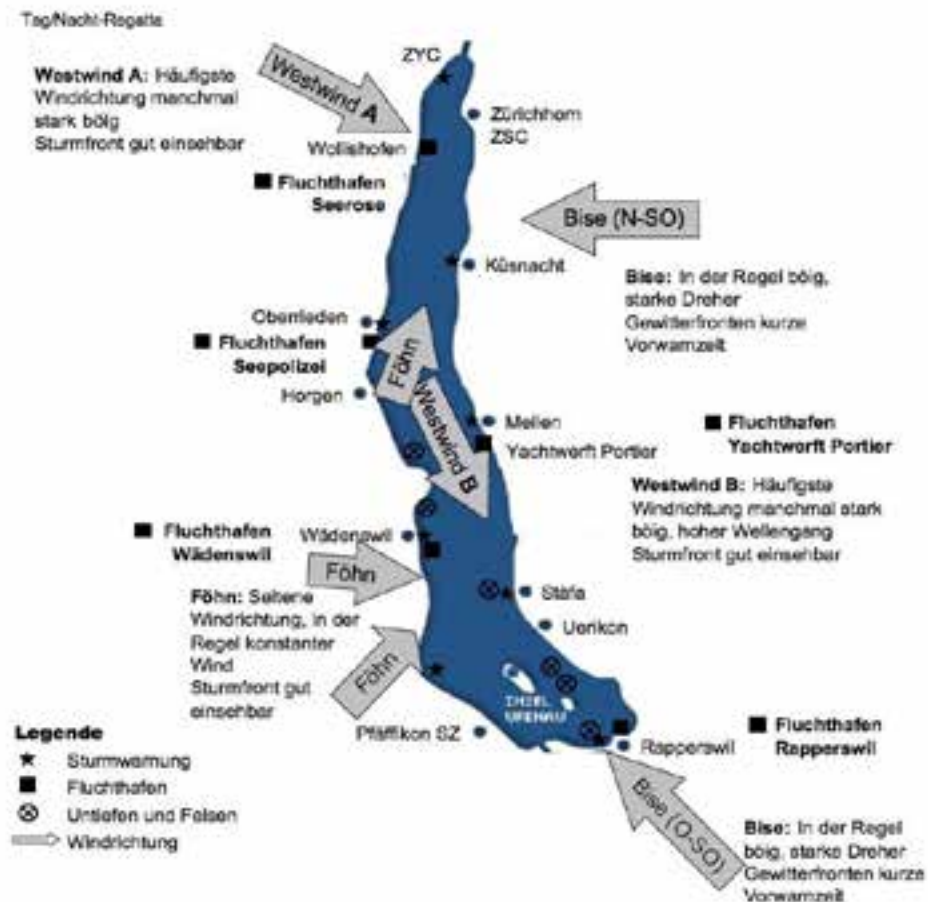 Tag/Nacht-Regatta
ZYC
Westwind A
Westwind A: Häufigste
Windrichtung manchmal
stark böig
Sturmfront gut einsehbar
Zürichhorn
ZSC
Wollishofen
Fluchthafen
Seerose
Bise (N-SO)
Küsnacht
Bise: In der Regel böig,
starke Dreher
Gewitterfronten kurze
Vorwarnzeit
Oberrieden
Fluchthafen
Seepolizei
Föhn
Horgen
Westwind B
Meilen
Yachtwerft Portier
Fluchthafen
Yachtwerft Portier
Westwind B: Häufigste
Windrichtung manchmal stark
böig, hoher Wellengang
Sturmfront gut einsehbar
Fluchthafen
Wädenswil
Wädenswil
Föhn
Föhn: Seltene
Windrichtung, in der
Regel konstanter
Wind
Sturmfront gut
einsehbar
Föhn
Stäfa
Uerikon
INSEL
UFENAU
Pfäffikon SZ
Rapperswil
Fluchthafen
Rapperswil
Legende
Sturmwarnung
Fluchthafen
Untiefen und Felsen
Windrichtung
Bise (O-SO)
Bise: In der Regel
böig, starke Dreher
Gewitterfronten kurze
Vorwarnzeit